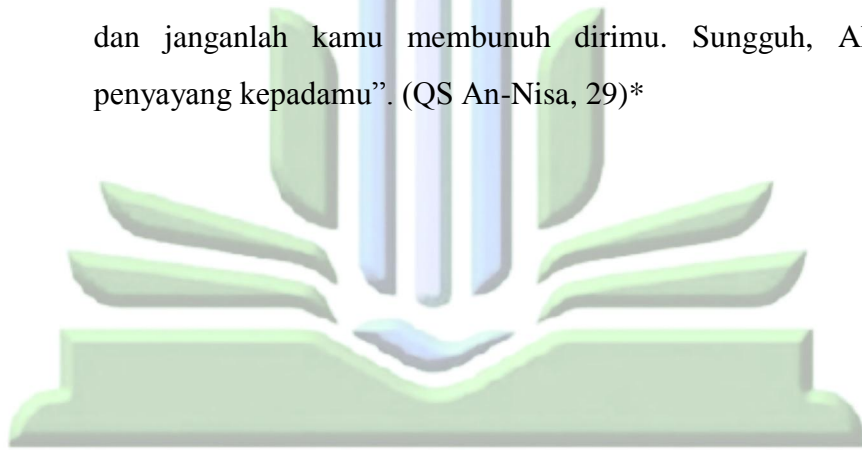 dan janganlah kamu membunuh dirimu. Sungguh,
penyayang kepadamu”. (QS An-Nisa, 29)*